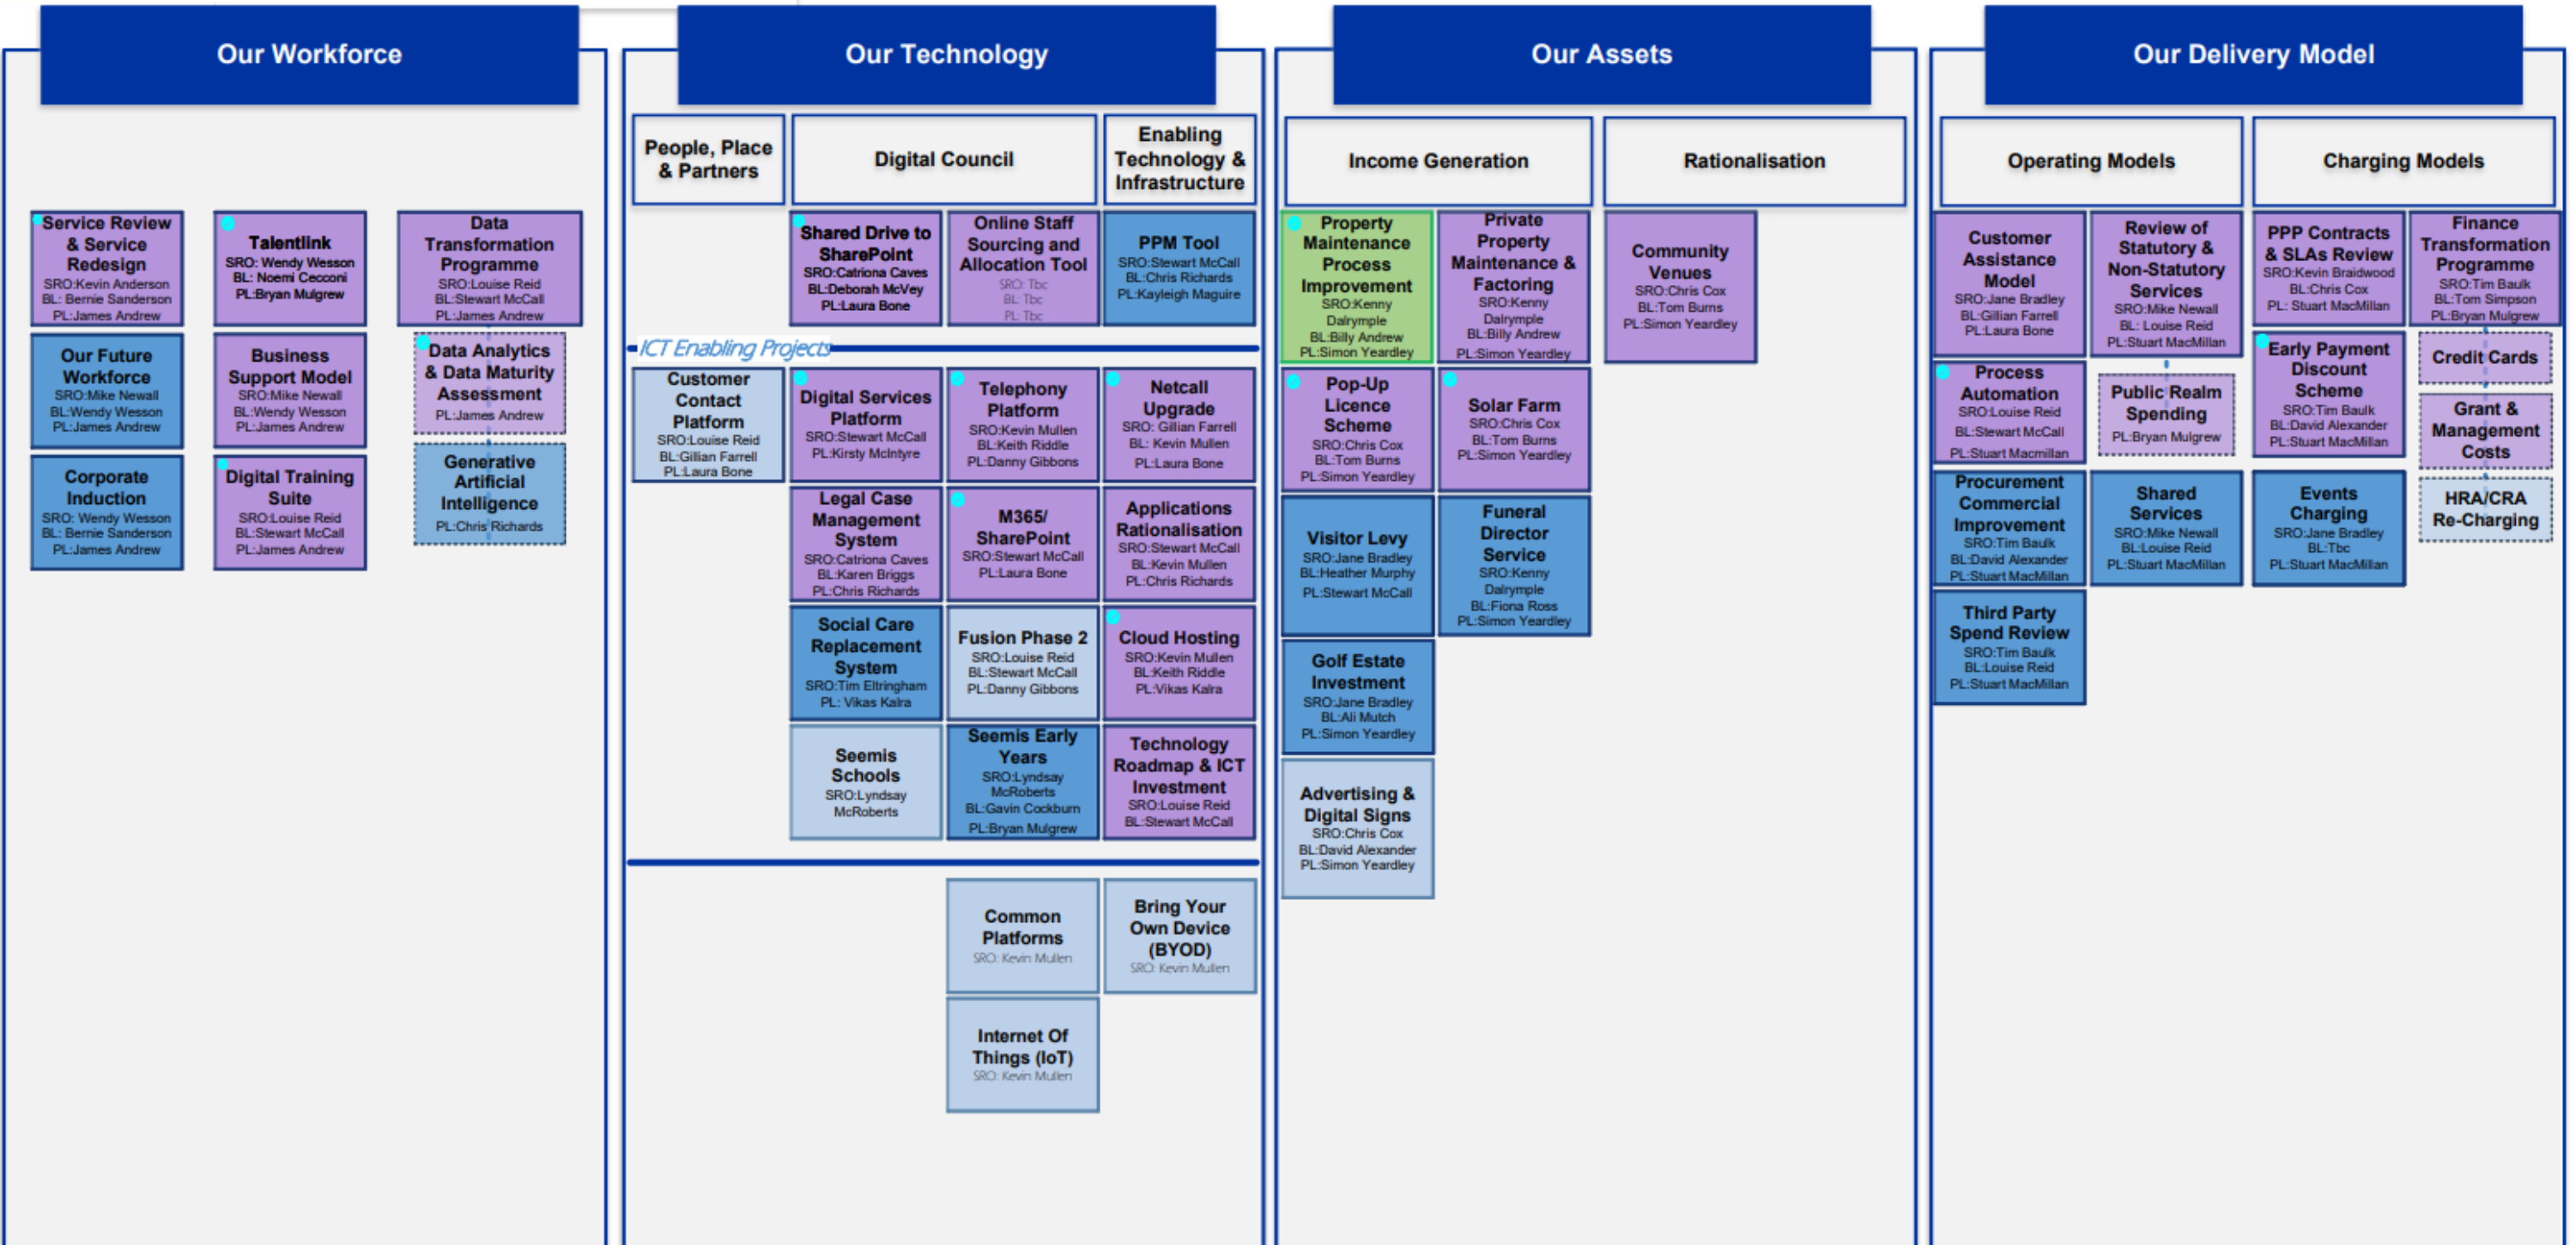 Our Workforce
Service Review
& Service
Redesign
SRO:Kevin Anderson
BL: Bernie Sanderson
PL:James Andrew
Talentlink
SRO: Wendy Wesson
BL: Noemi Cecconi
PL:Bryan Mulgrew
Data
Transformation
Programme
SRO:Louise Reid
BL:Stewart McCall
PL:James Andrew
Our Future
Workforce
SRO:Mike Newall
BL:Wendy Wesson
PL:James Andrew
Business
Support Model
SRO:Mike Newall
BL:Wendy Wesson
PL:James Andrew
Data Analytics
& Data Maturity
Assessment
PL:James Andrew
Corporate
Induction
SRO: Wendy Wesson
BL: Bernie Sanderson
PL:James Andrew
Digital Training
Suite
SRO:Louise Reid
BL:Stewart McCall
PL:James Andrew
Generative
Artificial
Intelligence
PL:Chris Richards
Our Technology
People, Place
& Partners
Digital Council
Enabling
Technology &
Infrastructure
Shared Drive to
SharePoint
SRO:Catriona Caves
BL:Deborah McVey
PL:Laura Bone
Online Staff
Sourcing and
Allocation Tool
SRO: Tbc
BL: Tbc
PL: Tbc
PPM Tool
SRO:Stewart McCall
BL:Chris Richards
PL:Kayleigh Maguire
ICT Enabling Projects
Customer
Contact
Platform
SRO:Louise Reid
BL:Gillian Farrell
PL:Laura Bone
Digital Services
Platform
SRO:Stewart McCall
PL:Kirsty McIntyre
Telephony
Platform
SRO:Kevin Mullen
BL:Keith Riddle
PL:Danny Gibbons
Netcall
Upgrade
SRO: Gillian Farrell
BL: Kevin Mullen
PL:Laura Bone
Legal Case
Management
System
SRO:Catriona Caves
BL:Karen Briggs
PL:Chris Richards
M365/
SharePoint
SRO:Stewart McCall
PL:Laura Bone
Applications
Rationalisation
SRO:Stewart McCall
BL:Kevin Mullen
PL:Chris Richards
Social Care
Replacement
System
SRO:Tim Eltringham
PL: Vikas Kalra
Fusion Phase 2
SRO:Louise Reid
BL:Stewart McCall
PL:Danny Gibbons
Cloud Hosting
SRO:Kevin Mullen
BL:Keith Riddle
PL:Vikas Kalra
Seemis
Schools
SRO:Lyndsay
McRoberts
Seemis Early
Years
SRO:Lyndsay
McRoberts
BL:Gavin Cockburn
PL:Bryan Mulgrew
Technology
Roadmap & ICT
Investment
SRO:Louise Reid
BL:Stewart McCall
Common
Platforms
SRO: Kevin Mullen
Bring Your
Own Device
(BYOD)
SRO: Kevin Mullen
Internet Of
Things (IoT)
SRO: Kevin Mullen
Our Assets
Income Generation
Rationalisation
Property
Maintenance
Process
Improvement
SRO:Kenny
Dalrymple
BL:Billy Andrew
PL:Simon Yeardley
Private
Property
Maintenance &
Factoring
SRO:Kenny
Dalrymple
BL:Billy Andrew
PL:Simon Yeardley
Community
Venues
SRO:Chris Cox
BL:Tom Burns
PL:Simon Yeardley
Pop-Up
Licence
Scheme
SRO:Chris Cox
BL:Tom Burns
PL:Simon Yeardley
Solar Farm
SRO:Chris Cox
BL:Tom Burns
PL:Simon Yeardley
Visitor Levy
SRO:Jane Bradley
BL:Heather Murphy
PL:Stewart McCall
Funeral
Director
Service
SRO:Kenny
Dalrymple
BL:Fiona Ross
PL:Simon Yeardley
Golf Estate
Investment
SRO:Jane Bradley
BL:Ali Mutch
PL:Simon Yeardley
Advertising &
Digital Signs
SRO:Chris Cox
BL:David Alexander
PL:Simon Yeardley
Our Delivery Model
Operating Models
Charging Models
Customer
Assistance
Model
SRO:Jane Bradley
BL:Gillian Farrell
PL:Laura Bone
Review of
Statutory &
Non-Statutory
Services
SRO:Mike Newall
BL: Louise Reid
PL:Stuart MacMillan
PPP Contracts
& SLAs Review
SRO:Kevin Braidwood
BL:Chris Cox
PL: Stuart MacMillan
Finance
Transformation
Programme
SRO:Tim Baulk
BL:Tom Simpson
PL:Bryan Mulgrew
Process
Automation
SRO:Louise Reid
BL:Stewart McCall
PL:Stuart Macmillan
Public Realm
Spending
PL:Bryan Mulgrew
Early Payment
Discount
Scheme
SRO:Tim Baulk
BL:David Alexander
PL:Stuart MacMillan
Credit Cards
Grant &
Management
Costs
Procurement
Commercial
Improvement
SRO:Tim Baulk
BL:David Alexander
PL:Stuart MacMillan
Shared
Services
SRO:Mike Newall
BL:Louise Reid
PL:Stuart MacMillan
Events
Charging
SRO:Jane Bradley
BL:Tbc
PL:Stuart MacMillan
HRA/CRA
Re-Charging
Third Party
Spend Review
SRO:Tim Baulk
BL:Louise Reid
PL:Stuart MacMillan